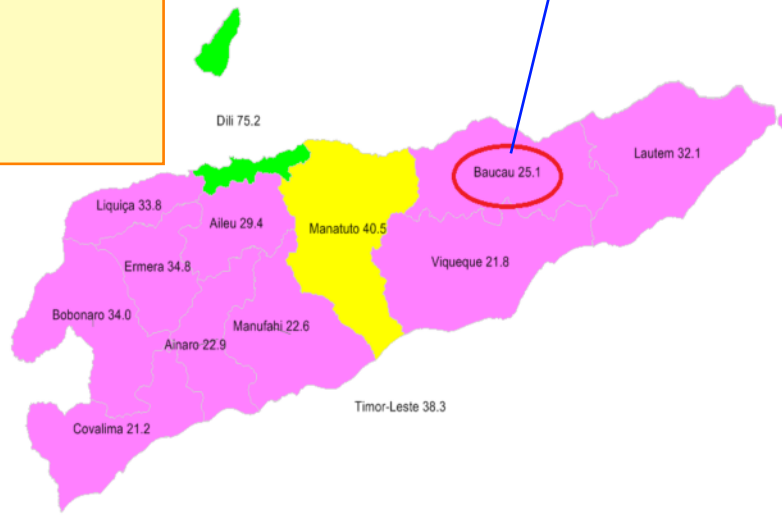 Dili 75.2
Lautem 32.1
Baucau 25.1
Liquiça 33.8
Aileu 29.4
Manatuto 40.5
Viqueque 21.8
Ermera 34.8
Bobonaro 34.0
Manufahi 22.6
Ainaro 22.9
Timor-Leste 38.3
Covalima 21.2